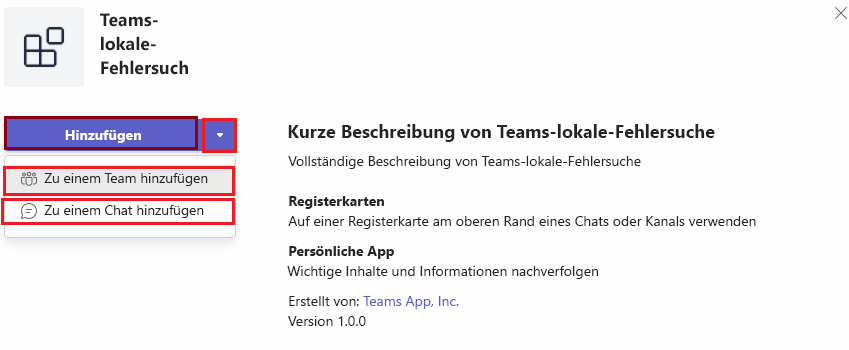 Teams-
lokale-
Fehlersuch
Hinzufügen
Zu einem Team hinzufügen
Zu einem Chat hinzufügen
Kurze Beschreibung von Teams-lokale-Fehlersuche
Vollständige Beschreibung von Teams-lokale-Fehlersuche
Registerkarten
Auf einer Registerkarte am oberen Rand eines Chats oder Kanals verwenden
Persönliche App
Wichtige Inhalte und Informationen nachverfolgen
Erstellt von: Teams App, Inc.
Version 1.0.0